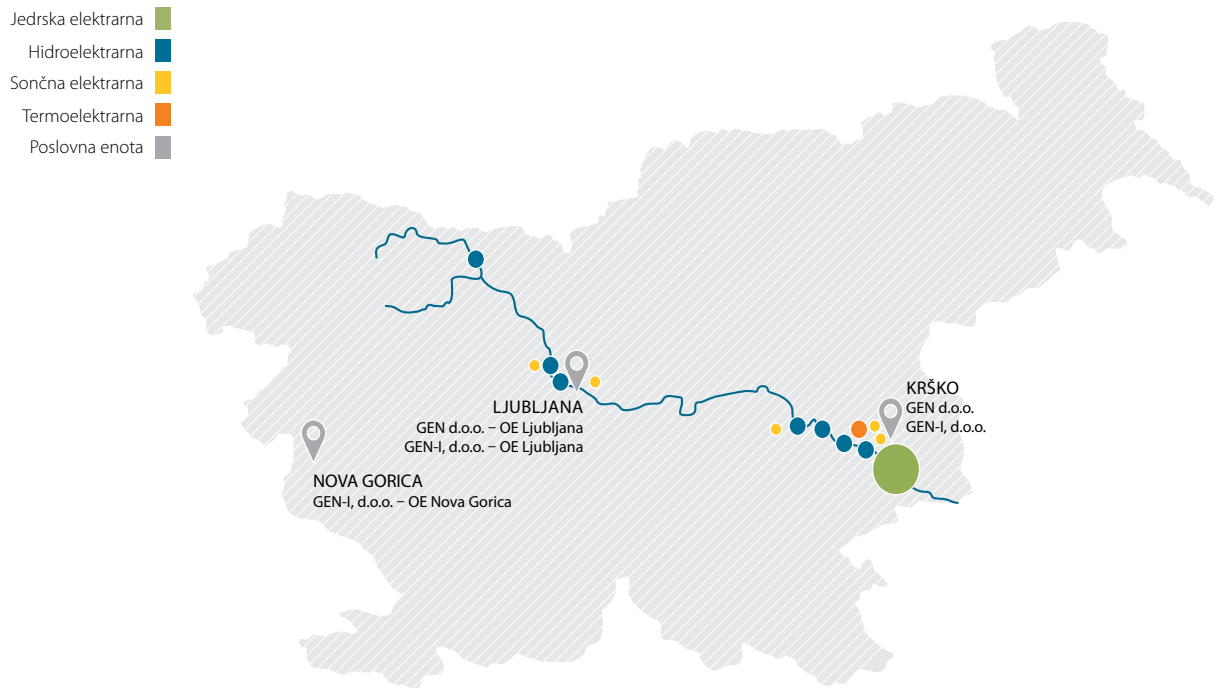 Jedrska elektrarna
Hidroelektrarna
Sončna elektrarna
Termoelektrarna
Poslovna enota
LJUBLJANA
GEN d.o.o. – OE Ljubljana
GEN-I, d.o.o. – OE Ljubljana
KRŠKO
GEN d.o.o.
GEN-I, d.o.o.
NOVA GORICA
GEN-I, d.o.o. – OE Nova Gorica